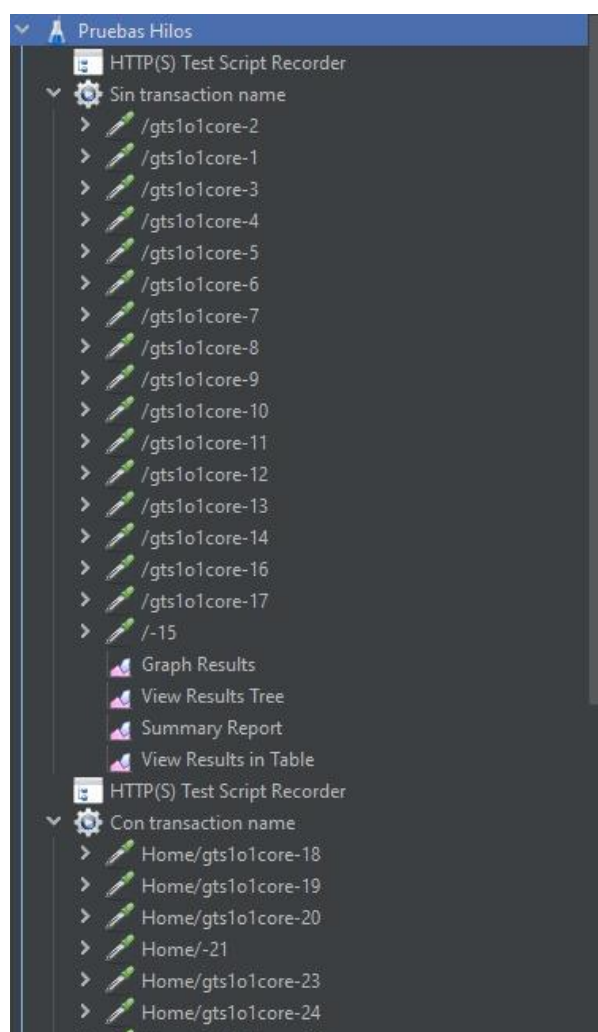 Pruebas Hilos
HTTP(S) Test Script Recorder
Sin transaction name
/gts1o1core-2
/gts1o1core-1
/gts1o1core-3
/gts1o1core-4
/gts1o1core-5
/gts1o1core-6
/gts1o1core-7
/gts1o1core-8
/gts1o1core-9
/gts1o1core-10
/gts1o1core-11
/gts1o1core-12
/gts1o1core-13
/gts1o1core-14
/gts1o1core-16
/gts1o1core-17
/-15
Graph Results
View Results Tree
Summary Report
View Results in Table
HTTP(S) Test Script Recorder
Con transaction name
Home/gts1o1core-18
Home/gts1o1core-19
Home/gts1o1core-20
Home/-21
Home/gts1o1core-23
Home/gts1o1core-24